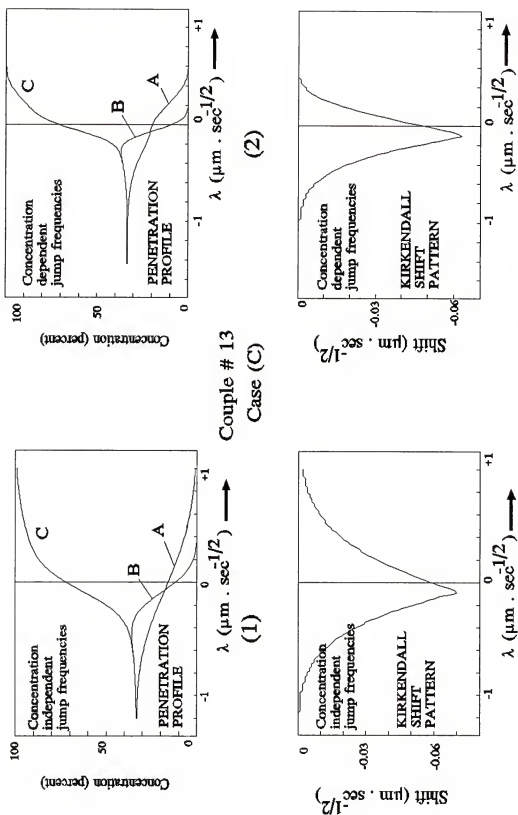 100
50
0
Concentration (percent)
Concentration
independent
jump frequencies
PENETRATION
PROFILE
C
B
A
-1
0
+1
λ (μm . sec-1/2)
(1)
0
-0.03
-0.06
Shift (μm . sec-1/2)
Concentration
independent
jump frequencies
KIRKENDALL
SHIFT
PATTERN
-1
0
+1
λ (μm . sec-1/2)
Couple # 13
Case (C)
100
50
0
Concentration (percent)
Concentration
dependent
jump frequencies
PENETRATION
PROFILE
C
B
A
-1
0
+1
λ (μm . sec-1/2)
(2)
0
-0.03
-0.06
Shift (μm . sec-1/2)
Concentration
dependent
jump frequencies
KIRKENDALL
SHIFT
PATTERN
-1
0
+1
λ (μm . sec-1/2)